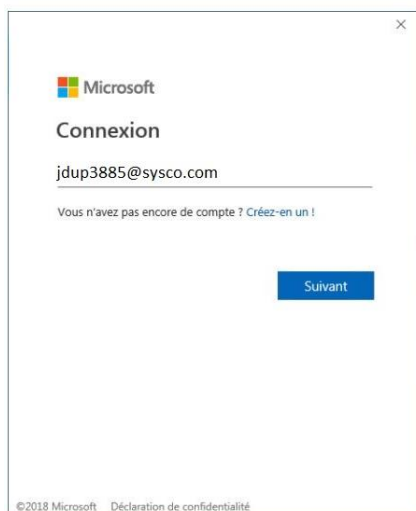 Microsoft
Connexion
jdup3885@sysco.com
Vous n'avez pas encore de compte ? Créez-en un !
Suivant
©2018 Microsoft Déclaration de confidentialité